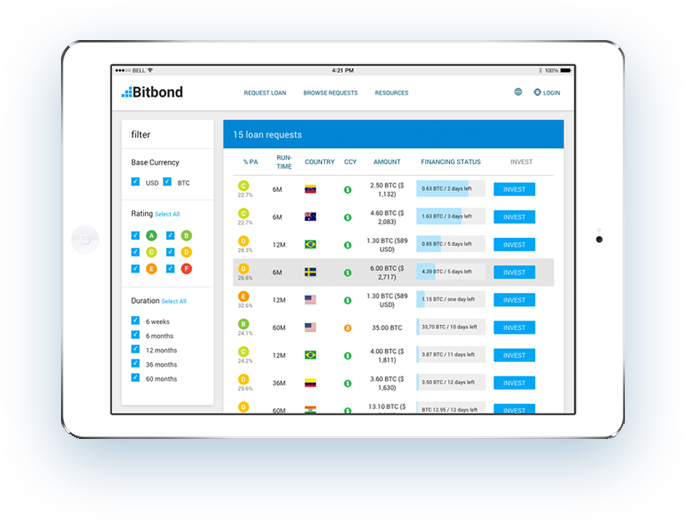 BELL 4:21 PM 100%
Bitbond REQUEST LOAN BROWSE REQUESTS RESOURCES LOGIN
filter
Base Currency
USD BTC
Rating Select All
A B
C D
E F
Duration Select All
6 weeks
6 months
12 months
36 months
60 months
15 loan requests
% PA RUN-TIME COUNTRY CCY AMOUNT FINANCING STATUS INVEST
C 22.7% 6M $ 2.50 BTC ($ 1,132) 0.63 BTC / 2 days left INVEST
C 22.7% 6M $ 4.60 BTC ($ 2,083) 1.63 BTC / 3 days left INVEST
D 28.3% 12M $ 1.30 BTC (589 USD) 0.85 BTC / 5 days left INVEST
D 26.6% 6M $ 6.00 BTC ($ 2,717) 4.39 BTC / 5 days left INVEST
E 32.6% 12M $ 1.30 BTC (589 USD) 1.15 BTC / one day left INVEST
B 24.1% 60M 35.00 BTC 33,70 BTC / 10 days left INVEST
C 24.2% 12M $ 4.00 BTC ($ 1,811) 3.87 BTC / 11 days left INVEST
D 29.6% 36M $ 3.60 BTC ($ 1,630) 3.50 BTC / 12 days left INVEST
D 60M $ 13.10 BTC ($ BTC 12.95 / 12 days left INVEST